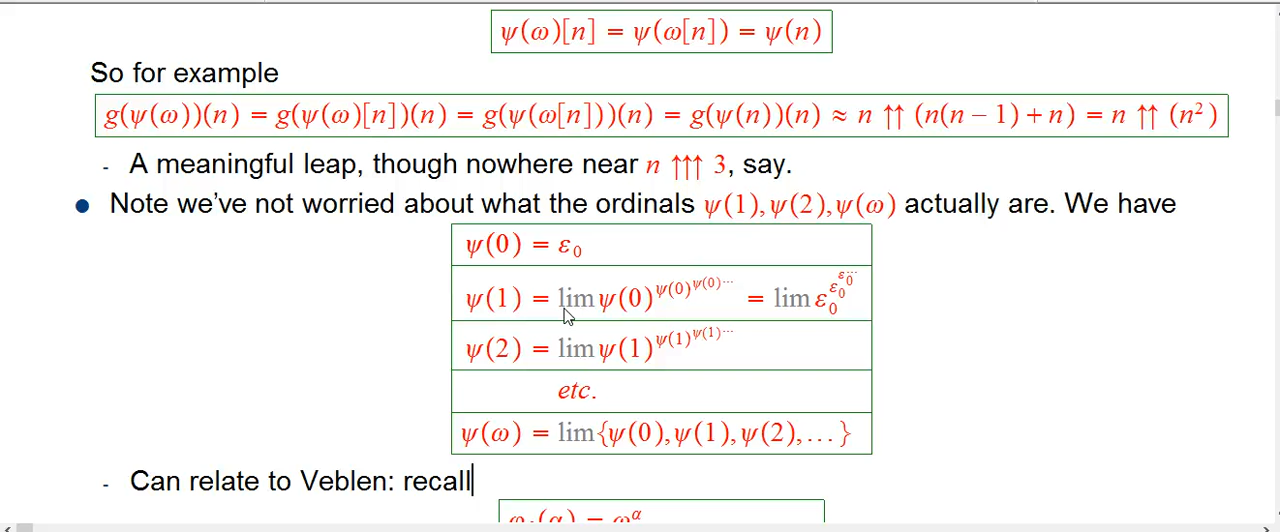 ψ(ω)[n] = ψ(ω[n]) = ψ(n)
So for example
g(ψ(ω))(n) = g(ψ(ω)[n])(n) = g(ψ(ω[n]))(n) = g(ψ(n))(n) ≈ n ↑↑ (n(n − 1) + n) = n ↑↑ (n²)
- A meaningful leap, though nowhere near n ↑↑↑ 3, say.
● Note we've not worried about what the ordinals ψ(1), ψ(2), ψ(ω) actually are. We have
ψ(0) = ε₀
ψ(1) = lim ψ(0)^ψ(0)^ψ(0)^⋯ = lim ε₀^ε₀^ε₀^⋯
ψ(2) = lim ψ(1)^ψ(1)^ψ(1)^⋯
etc.
ψ(ω) = lim{ψ(0), ψ(1), ψ(2), … }
- Can relate to Veblen: recall